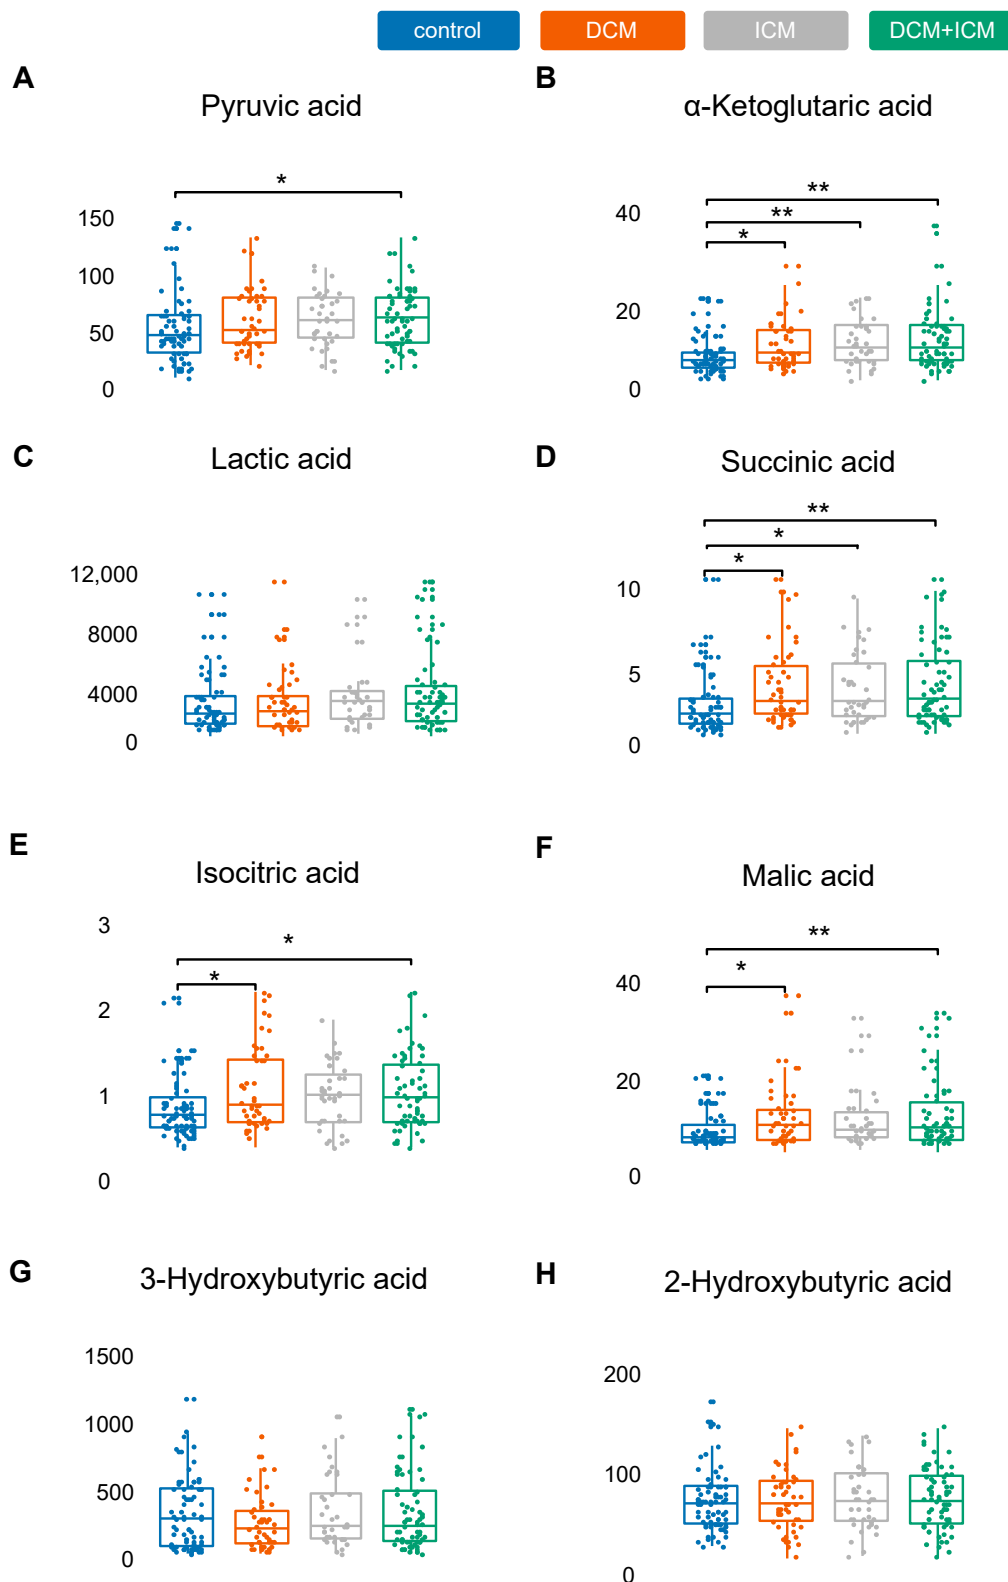 control DCM ICM DCM+ICM
A
Pyruvic acid
*
150
100
50
0
B
α-Ketoglutaric acid
**
**
*
40
20
0
C
Lactic acid
12,000
8000
4000
0
D
Succinic acid
**
*
*
10
5
0
E
Isocitric acid
3
*
*
2
1
0
F
Malic acid
**
*
40
20
0
G
3-Hydroxybutyric acid
1500
1000
500
0
H
2-Hydroxybutyric acid
200
100
0